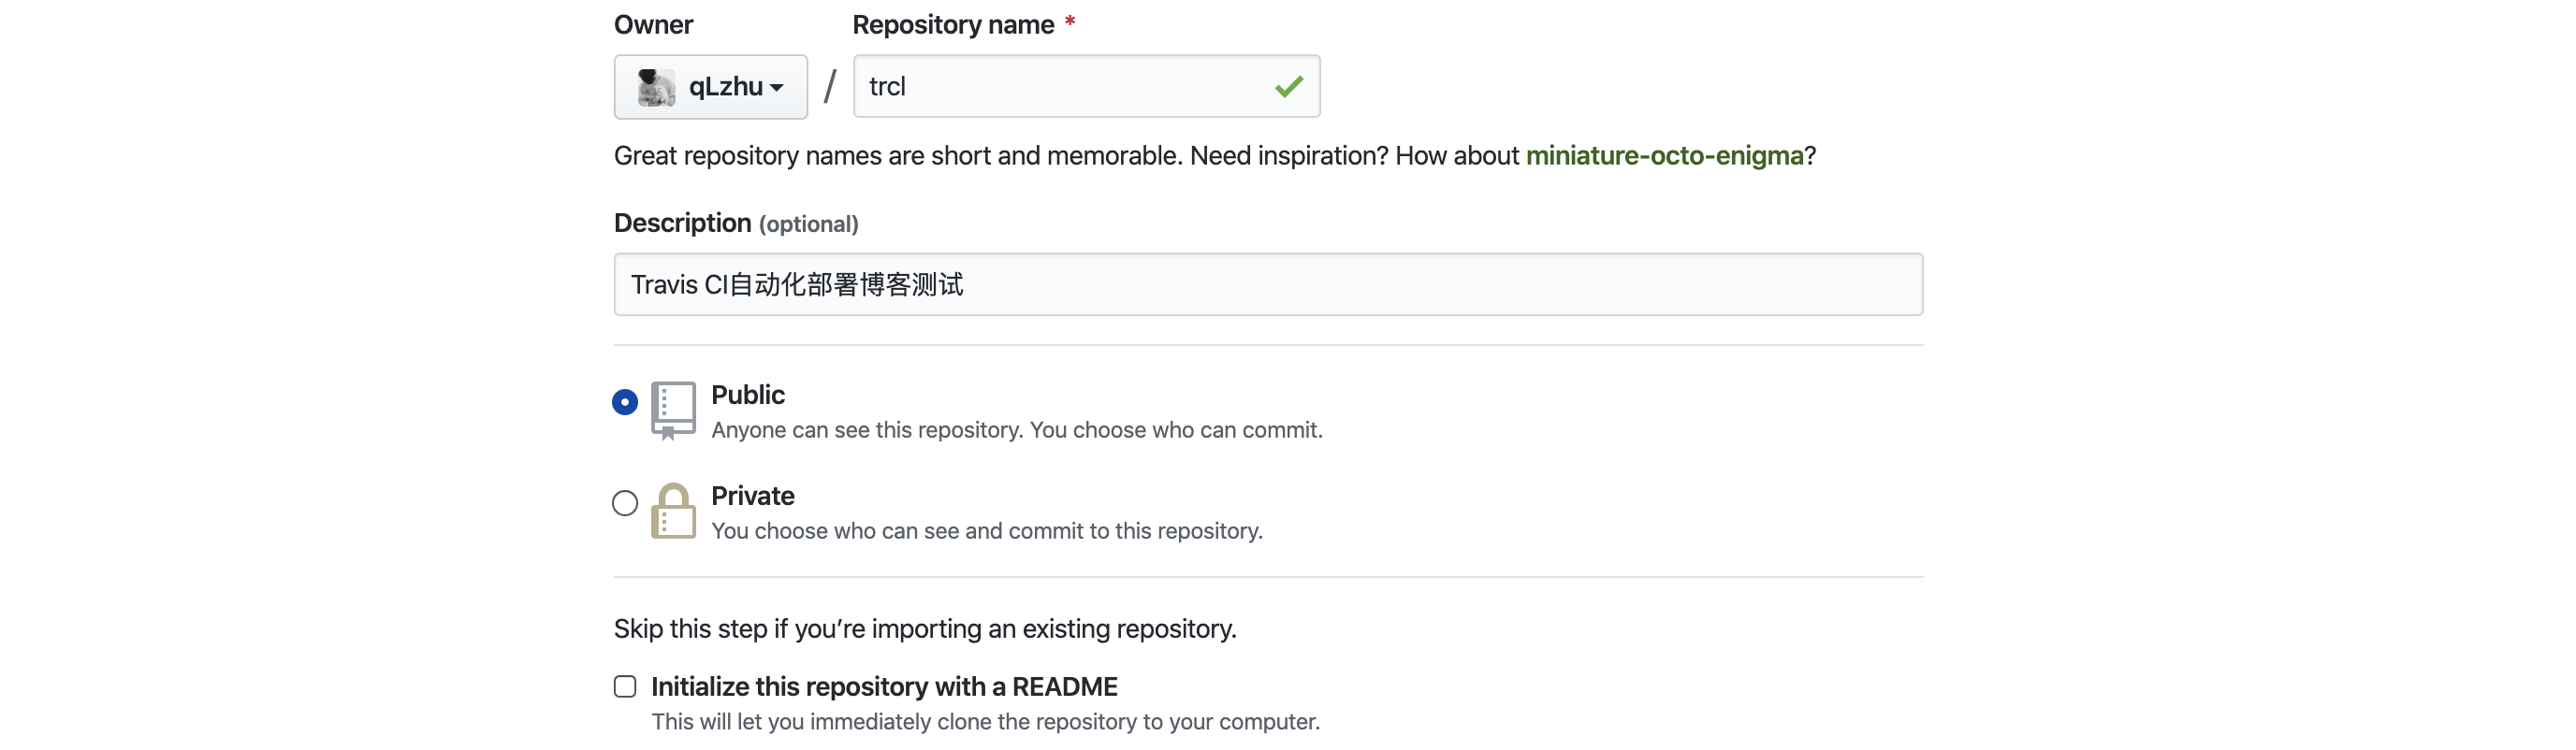 Owner Repository name *
qLzhu / trcl
Great repository names are short and memorable. Need inspiration? How about miniature-octo-enigma?
Description (optional)
Travis CI自动化部署博客测试
Public
Anyone can see this repository. You choose who can commit.
Private
You choose who can see and commit to this repository.
Skip this step if you’re importing an existing repository.
Initialize this repository with a README
This will let you immediately clone the repository to your computer.